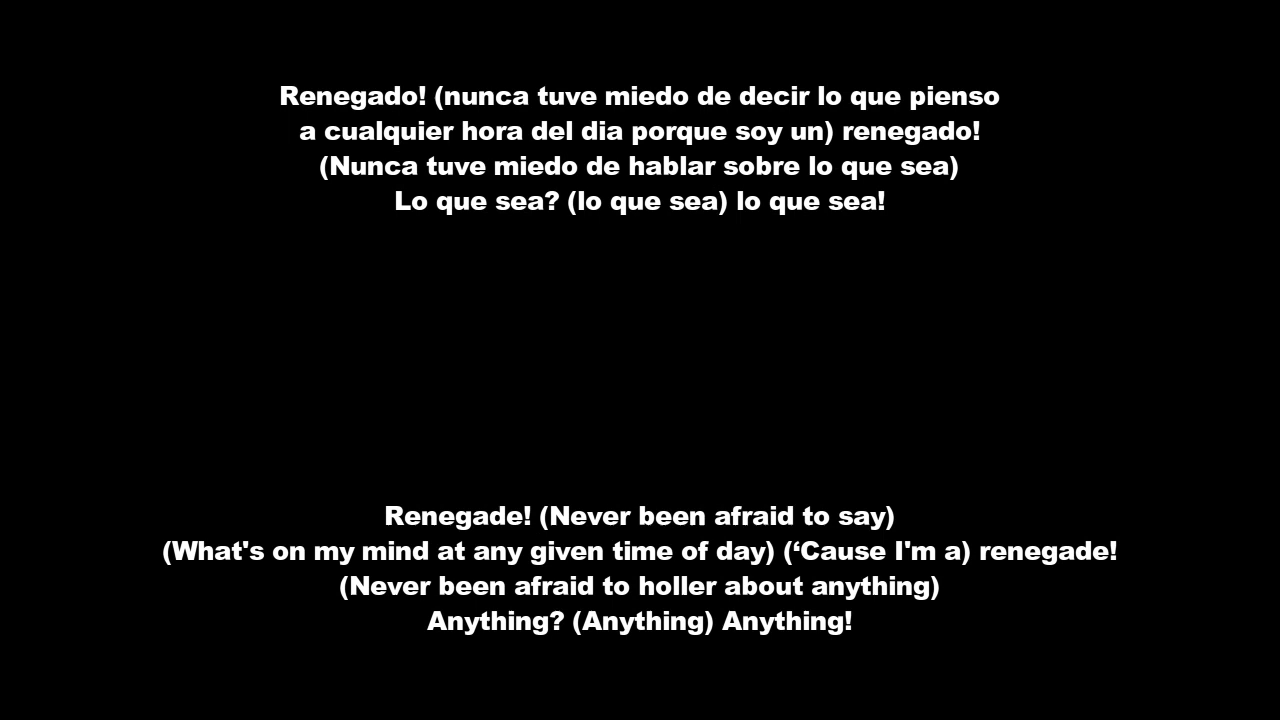 Renegado! (nunca tuve miedo de decir lo que pienso
a cualquier hora del dia porque soy un) renegado!
(Nunca tuve miedo de hablar sobre lo que sea)
Lo que sea? (lo que sea) lo que sea!
Renegade! (Never been afraid to say)
(What's on my mind at any given time of day) (‘Cause I'm a) renegade!
(Never been afraid to holler about anything)
Anything? (Anything) Anything!